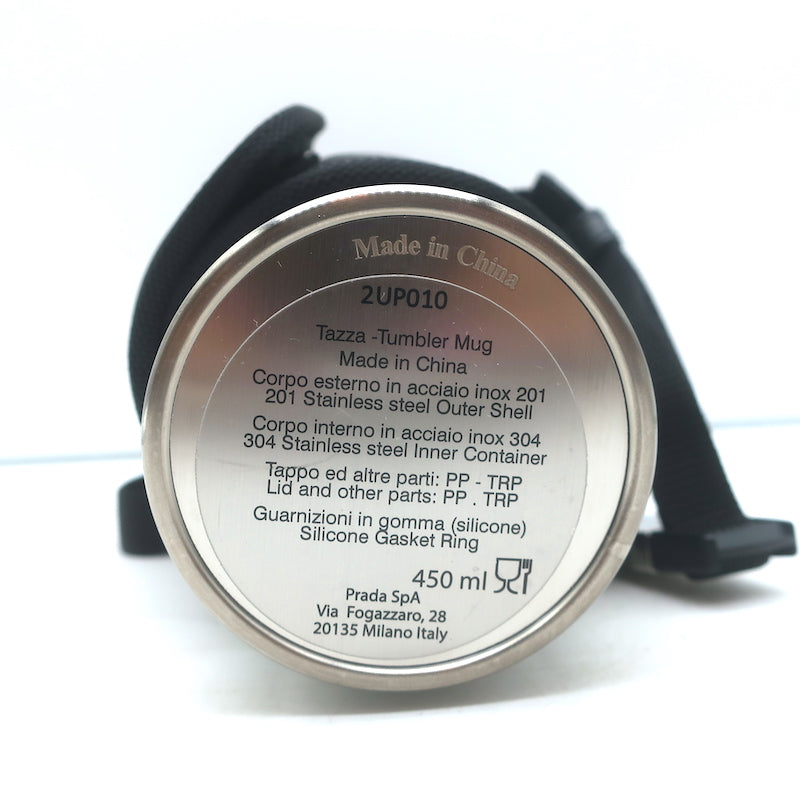 Made in China
2UP010
Tazza -Tumbler Mug
Made in China
Corpo esterno in acciaio inox 201
201 Stainless steel Outer Shell
Corpo interno in acciaio inox 304
304 Stainless steel Inner Container
Tappo ed altre parti: PP - TRP
Lid and other parts: PP . TRP
Guarnizioni in gomma (silicone)
Silicone Gasket Ring
450 ml
Prada SpA
Via Fogazzaro, 28
20135 Milano Italy